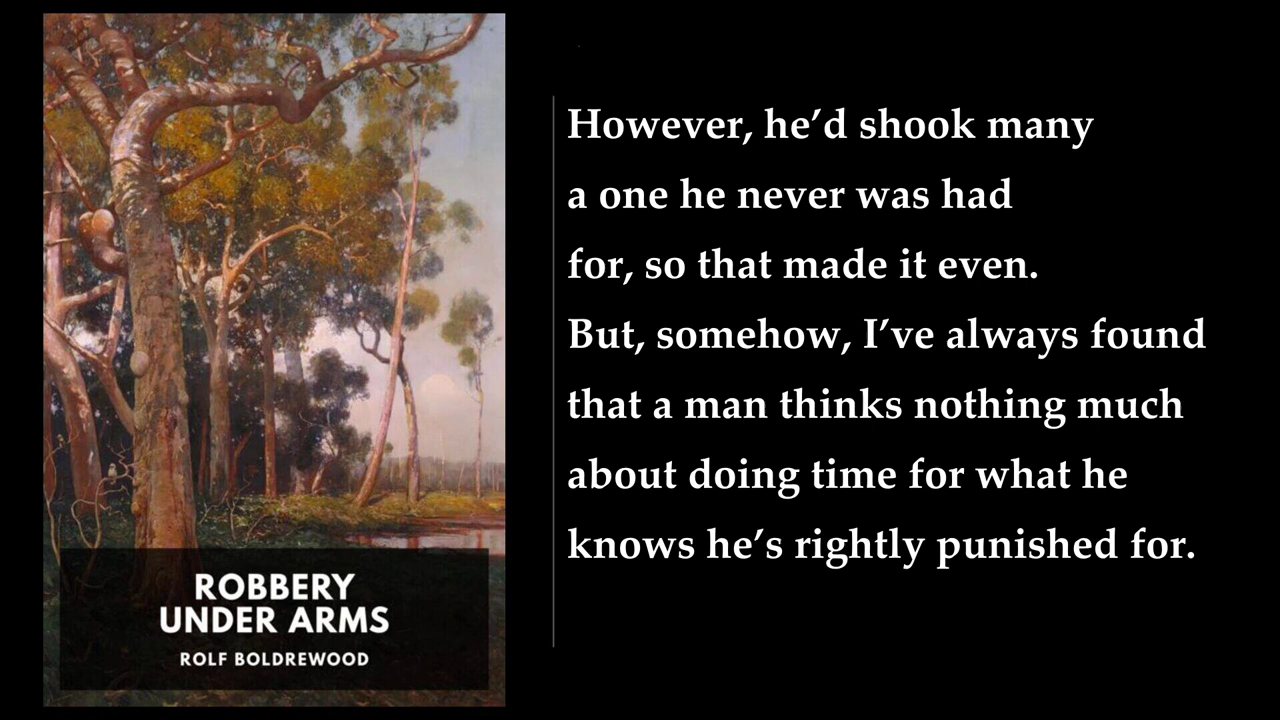 However, he’d shook many
a one he never was had
for, so that made it even.
But, somehow, I’ve always found
that a man thinks nothing much
about doing time for what he
knows he’s rightly punished for.
ROBBERY
UNDER ARMS
ROLF BOLDREWOOD